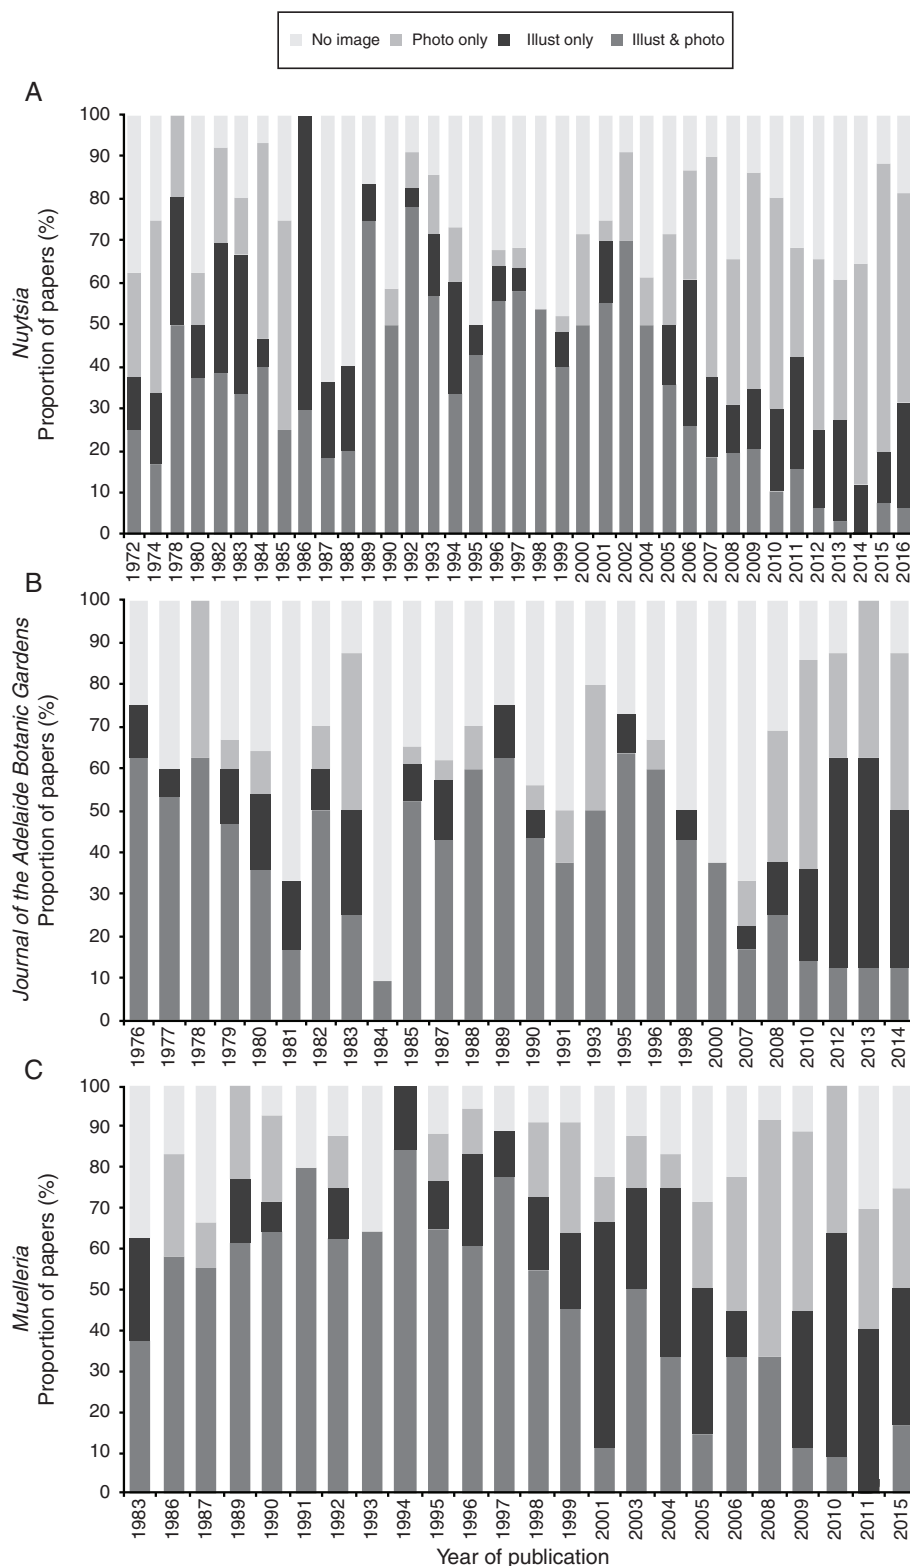 No image Photo only Illust only Illust & photo
A
Nuytsia
Proportion of papers (%)
100
90
80
70
60
50
40
30
20
10
0
1972 1974 1978 1980 1982 1983 1984 1985 1986 1987 1988 1989 1990 1992 1993 1994 1995 1996 1997 1998 1999 2000 2001 2002 2004 2005 2006 2007 2008 2009 2010 2011 2012 2013 2014 2015 2016
B
Journal of the Adelaide Botanic Gardens
Proportion of papers (%)
100
90
80
70
60
50
40
30
20
10
0
1976 1977 1978 1979 1980 1981 1982 1983 1984 1985 1987 1988 1989 1990 1991 1993 1995 1996 1998 2000 2007 2008 2010 2012 2013 2014
C
Muelleria
Proportion of papers (%)
100
90
80
70
60
50
40
30
20
10
0
1983 1986 1987 1989 1990 1991 1992 1993 1994 1995 1996 1997 1998 1999 2001 2003 2004 2005 2006 2008 2009 2010 2011 2015
Year of publication